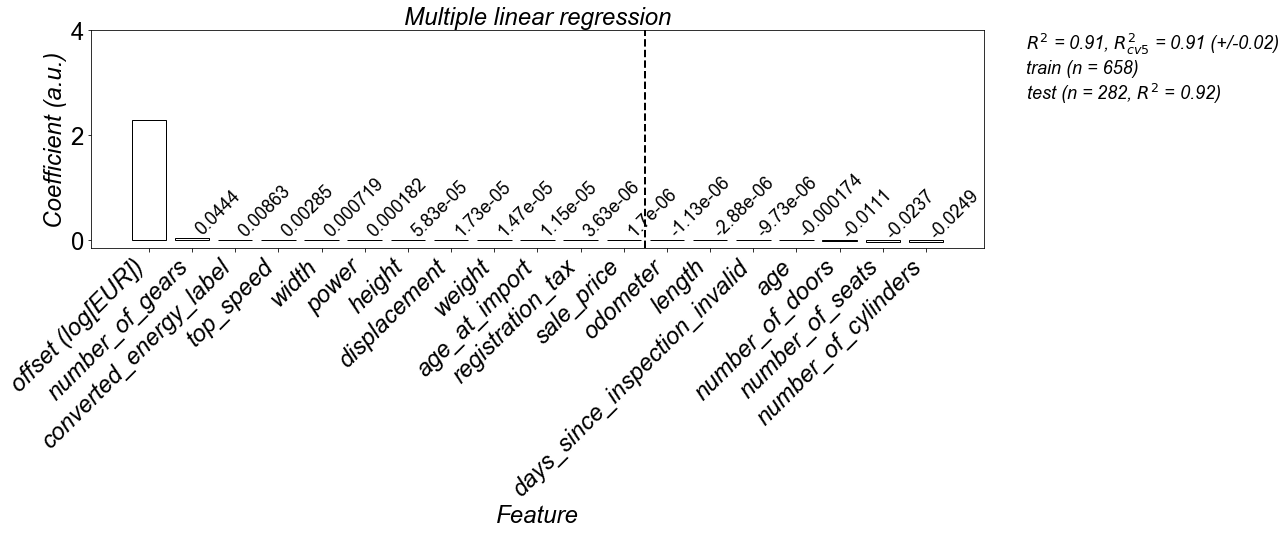 Multiple linear regression
R² = 0.91, R²cv5 = 0.91 (+/-0.02)
train (n = 658)
test (n = 282, R² = 0.92)
Coefficient (a.u.)
4
2
0
0.0444
0.00863
0.00285
0.000719
0.000182
5.83e-05
1.73e-05
1.47e-05
1.15e-05
3.63e-06
1.7e-06
-1.13e-06
-2.88e-06
-9.73e-06
-0.000174
-0.0111
-0.0237
-0.0249
offset (log[EUR])
number_of_gears
converted_energy_label
top_speed
width
power
height
displacement
weight
age_at_import
registration_tax
sale_price
odometer
length
days_since_inspection_invalid
age
number_of_doors
number_of_seats
number_of_cylinders
Feature